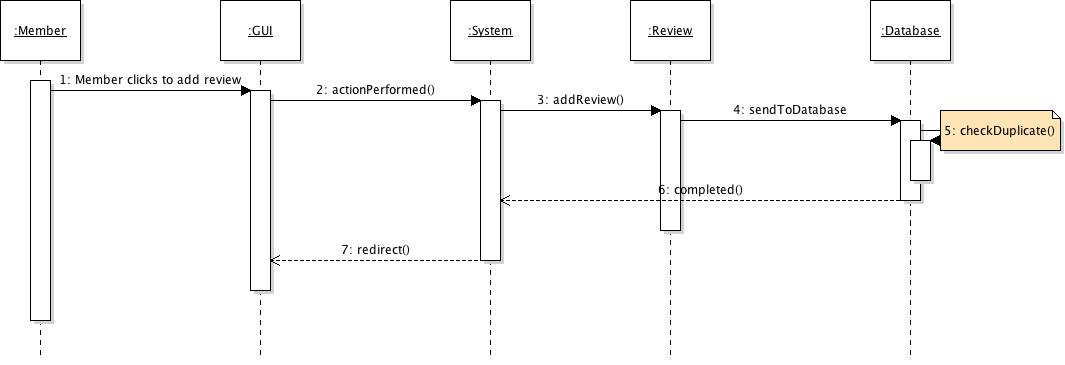 :Member
:GUI
:System
:Review
:Database
1: Member clicks to add review
2: actionPerformed()
3: addReview()
4: sendToDatabase
5: checkDuplicate()
6: completed()
7: redirect()